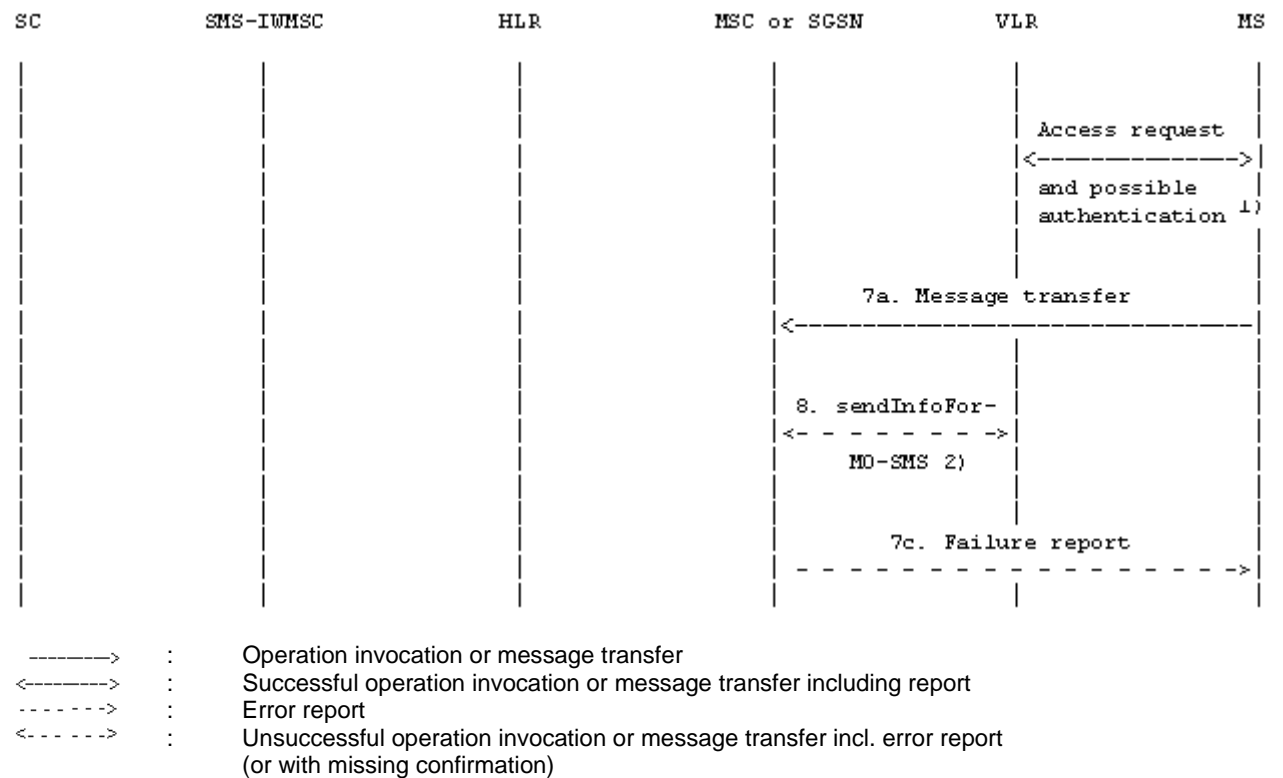 SC SMS-IWMSC HLR MSC or SGSN VLR MS
Access request
and possible
authentication 1)
7a. Message transfer
8. sendInfoFor-
MO-SMS 2)
7c. Failure report
: Operation invocation or message transfer
: Successful operation invocation or message transfer including report
: Error report
: Unsuccessful operation invocation or message transfer incl. error report
(or with missing confirmation)